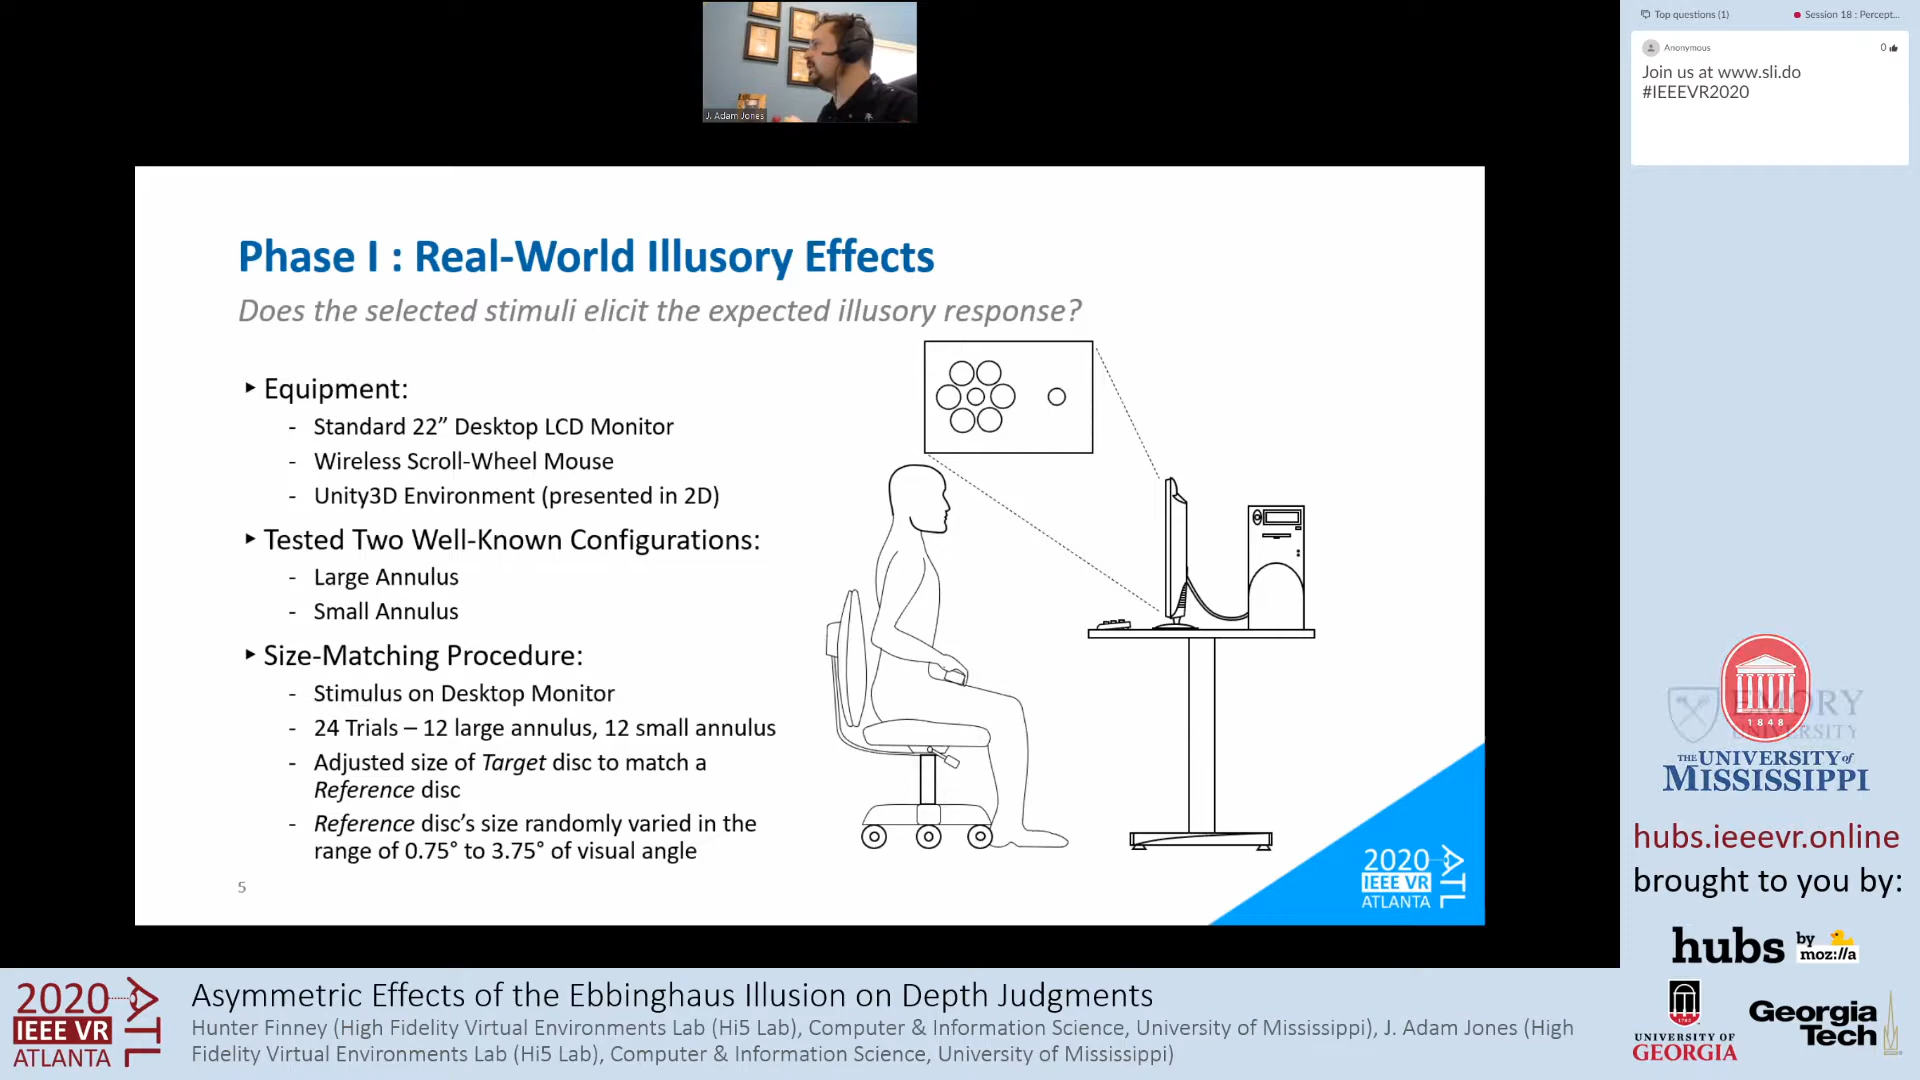 J. Adam Jones
Top questions (1)
Session 18 : Percept...
Anonymous
0
Join us at www.sli.do
#IEEEVR2020
Phase I : Real-World Illusory Effects
Does the selected stimuli elicit the expected illusory response?
‣ Equipment:
- Standard 22” Desktop LCD Monitor
- Wireless Scroll-Wheel Mouse
- Unity3D Environment (presented in 2D)
‣ Tested Two Well-Known Configurations:
- Large Annulus
- Small Annulus
‣ Size-Matching Procedure:
- Stimulus on Desktop Monitor
- 24 Trials – 12 large annulus, 12 small annulus
- Adjusted size of Target disc to match a
Reference disc
- Reference disc’s size randomly varied in the
range of 0.75° to 3.75° of visual angle
5
2020
IEEE VR
ATLANTA
ATL
EMORY
UNIVERSITY
1848
THE UNIVERSITY of
MISSISSIPPI
hubs.ieeevr.online
brought to you by:
hubs by
moz://a
UNIVERSITY OF
GEORGIA
Georgia
Tech
2020
IEEE VR
ATLANTA
ATL
Asymmetric Effects of the Ebbinghaus Illusion on Depth Judgments
Hunter Finney (High Fidelity Virtual Environments Lab (Hi5 Lab), Computer & Information Science, University of Mississippi), J. Adam Jones (High
Fidelity Virtual Environments Lab (Hi5 Lab), Computer & Information Science, University of Mississippi)